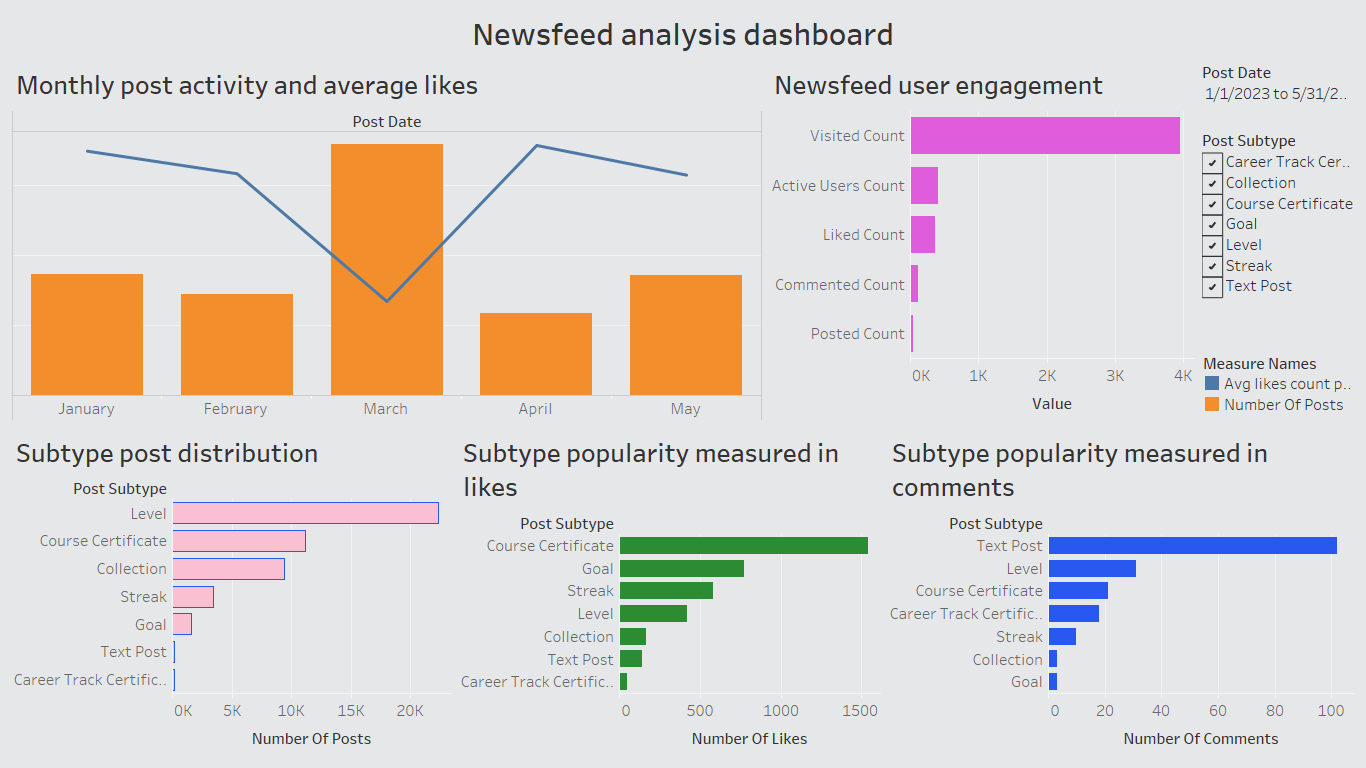 Newsfeed analysis dashboard
Monthly post activity and average likes
Post Date
January February March April May
Newsfeed user engagement
Visited Count
Active Users Count
Liked Count
Commented Count
Posted Count
0K 1K 2K 3K 4K
Value
Post Date
1/1/2023 to 5/31/2..
Post Subtype
Career Track Cer..
Collection
Course Certificate
Goal
Level
Streak
Text Post
Measure Names
Avg likes count p..
Number Of Posts
Subtype post distribution
Post Subtype
Level
Course Certificate
Collection
Streak
Goal
Text Post
Career Track Certific..
0K 5K 10K 15K 20K
Number Of Posts
Subtype popularity measured in
likes
Post Subtype
Course Certificate
Goal
Streak
Level
Collection
Text Post
Career Track Certific..
0 500 1000 1500
Number Of Likes
Subtype popularity measured in
comments
Post Subtype
Text Post
Level
Course Certificate
Career Track Certific..
Streak
Collection
Goal
0 20 40 60 80 100
Number Of Comments